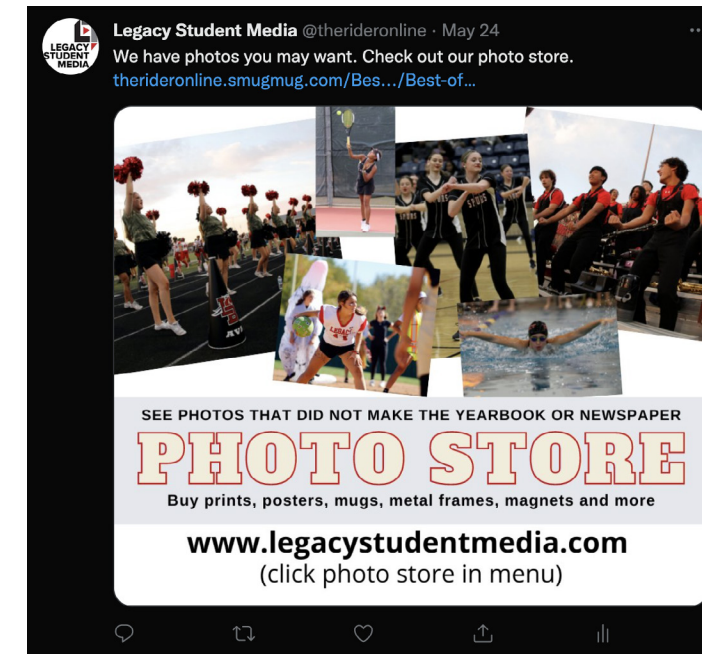 LEGACY
STUDENT
MEDIA
Legacy Student Media @therideronline · May 24
We have photos you may want. Check out our photo store.
therideronline.smugmug.com/Bes.../Best-of...
SPURS
LEGACY
SEE PHOTOS THAT DID NOT MAKE THE YEARBOOK OR NEWSPAPER
PHOTO STORE
Buy prints, posters, mugs, metal frames, magnets and more
www.legacystudentmedia.com
(click photo store in menu)